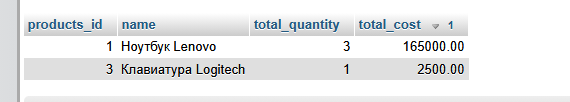 products_id name total_quantity total_cost 1
1 Ноутбук Lenovo 3 165000.00
3 Клавиатура Logitech 1 2500.00